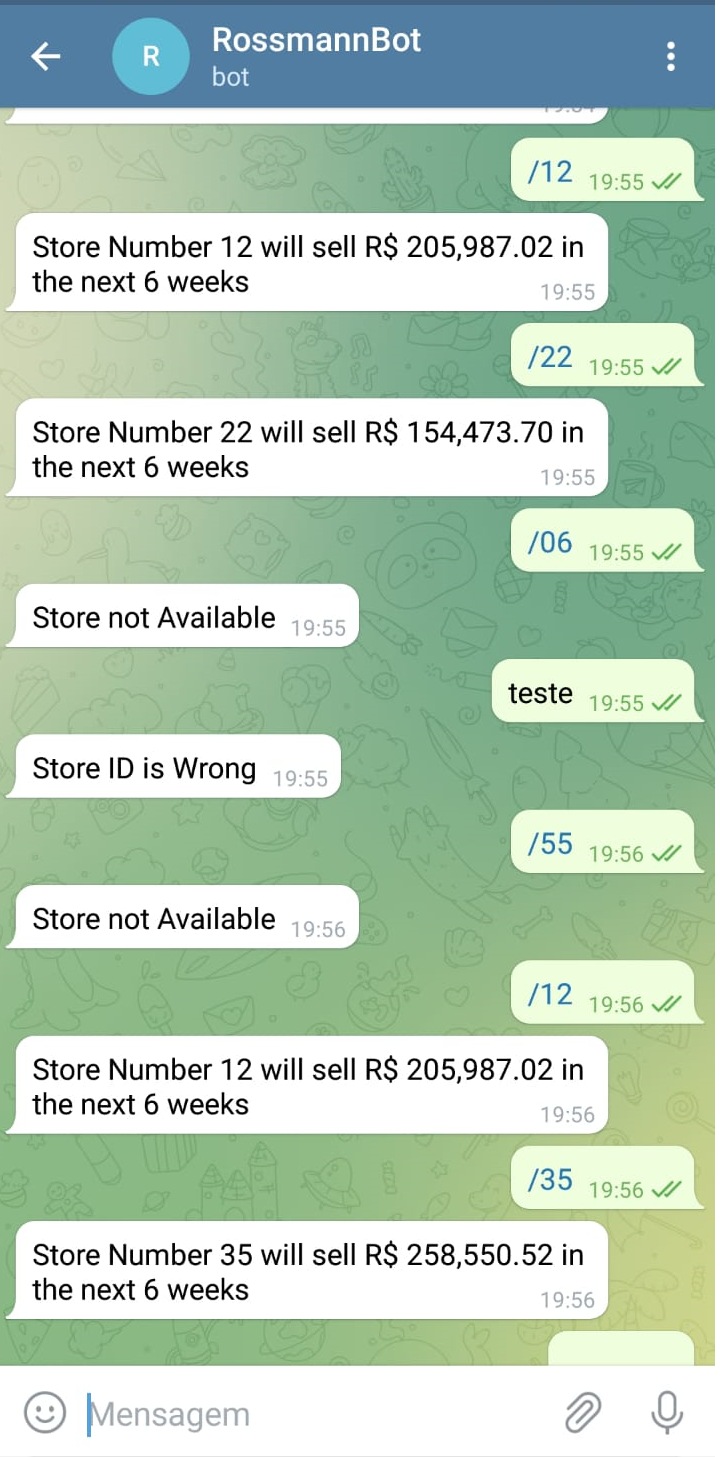 RossmannBot
R
bot
/12 19:55
Store Number 12 will sell R$ 205,987.02 in
the next 6 weeks
19:55
/22 19:55
Store Number 22 will sell R$ 154,473.70 in
the next 6 weeks
19:55
/06 19:55
Store not Available 19:55
teste 19:55
Store ID is Wrong 19:55
/55 19:56
Store not Available 19:56
/12 19:56
Store Number 12 will sell R$ 205,987.02 in
the next 6 weeks
19:56
/35 19:56
Store Number 35 will sell R$ 258,550.52 in
the next 6 weeks
19:56
Mensagem